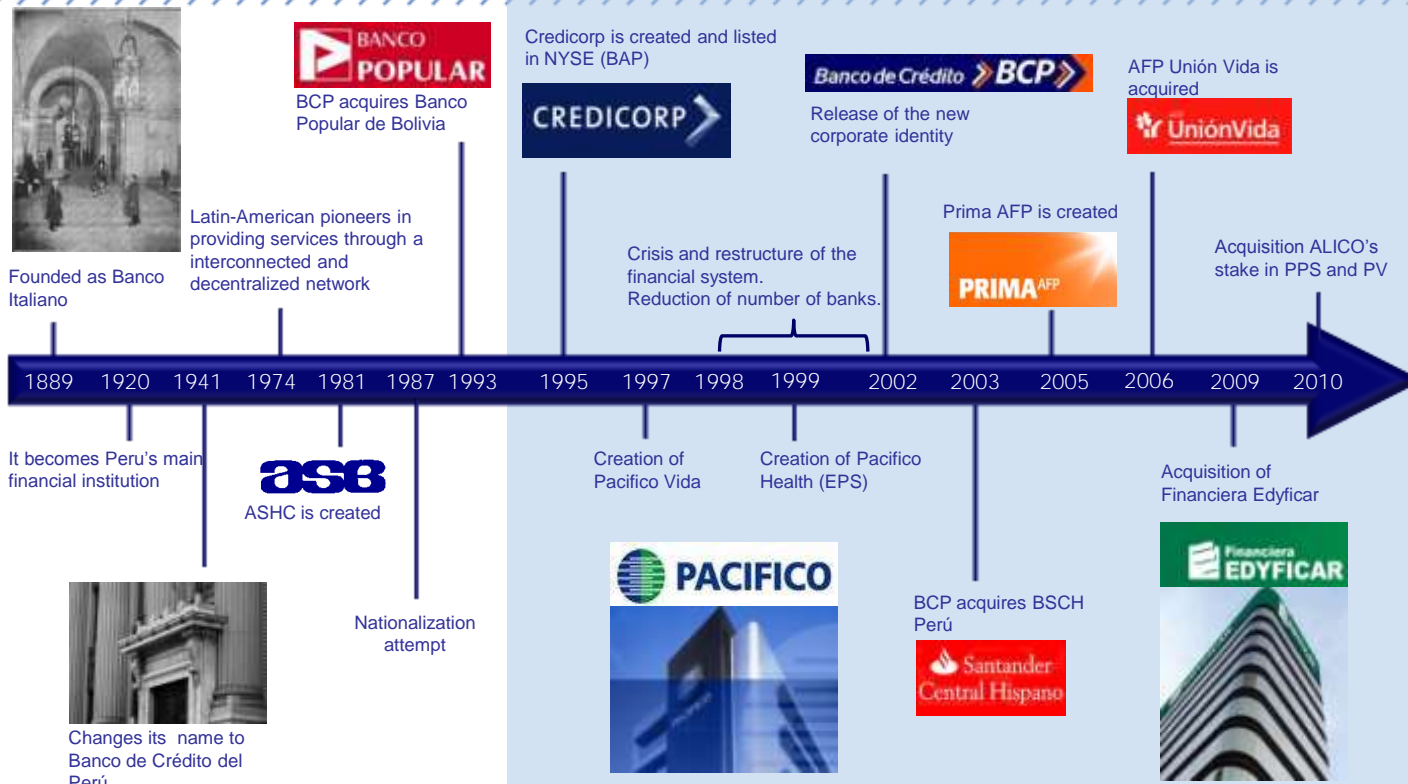 BANCO
POPULAR
BCP acquires Banco
Popular de Bolivia
Credicorp is created and listed
in NYSE (BAP)
CREDICORP
Banco de Crédito BCP
Release of the new
corporate identity
AFP Unión Vida is
acquired
UniónVida
Latin-American pioneers in
providing services through a
interconnected and
decentralized network
Founded as Banco
Italiano
Crisis and restructure of the
financial system.
Reduction of number of banks.
Prima AFP is created
PRIMA AFP
Acquisition ALICO's
stake in PPS and PV
1889 1920 1941 1974 1981 1987 1993 1995 1997 1998 1999 2002 2003 2005 2006 2009 2010
It becomes Peru's main
financial institution
asB
ASHC is created
Creation of
Pacifico Vida
Creation of Pacifico
Health (EPS)
Acquisition of
Financiera Edyficar
Financiera
EDYFICAR
PACIFICO
Nationalization
attempt
BCP acquires BSCH
Perú
Santander
Central Hispano
Changes its name to
Banco de Crédito del
Perú